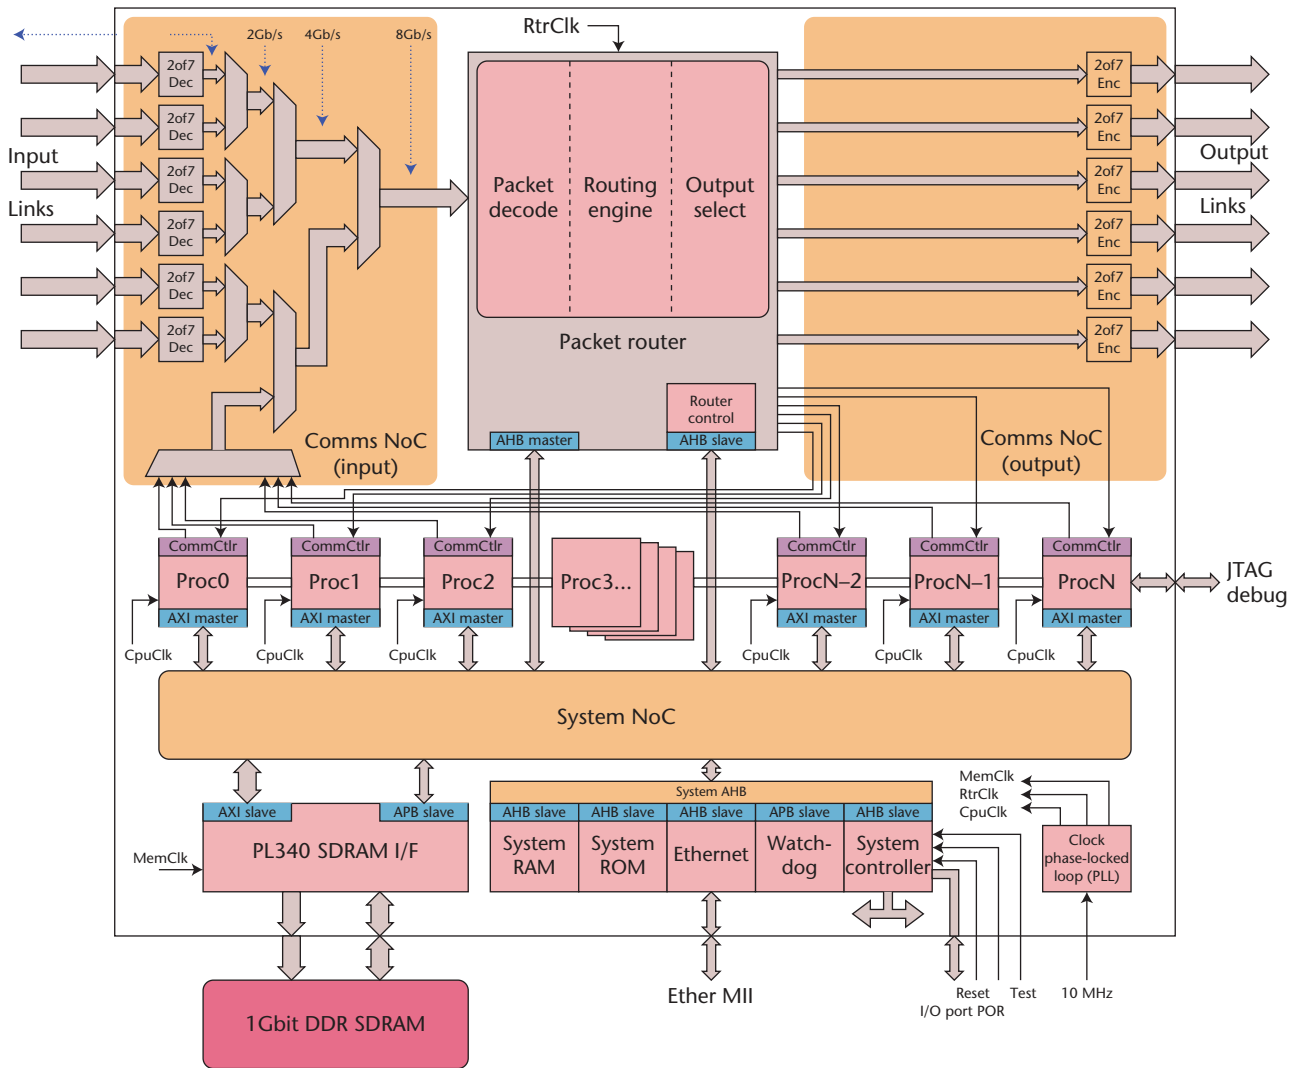 2Gb/s 4Gb/s 8Gb/s
RtrClk
2of7 Dec
2of7 Dec
2of7 Dec
2of7 Dec
2of7 Dec
2of7 Dec
Input
Links
Packet decode
Routing engine
Output select
Packet router
2of7 Enc
2of7 Enc
2of7 Enc
2of7 Enc
2of7 Enc
2of7 Enc
Output
Links
Router control
AHB master
AHB slave
Comms NoC
(input)
Comms NoC
(output)
CommCtlr CommCtlr CommCtlr CommCtlr CommCtlr CommCtlr
Proc0 Proc1 Proc2 Proc3... ProcN–2 ProcN–1 ProcN
AXI master AXI master AXI master AXI master AXI master AXI master
JTAG
debug
CpuClk CpuClk CpuClk CpuClk CpuClk CpuClk
System NoC
AXI slave APB slave
PL340 SDRAM I/F
MemClk
System AHB
AHB slave AHB slave AHB slave APB slave AHB slave
System RAM
System ROM
Ethernet
Watch-dog
System controller
MemClk
RtrClk
CpuClk
Clock
phase-locked
loop (PLL)
1Gbit DDR SDRAM
Ether MII
Reset Test
I/O port POR
10 MHz